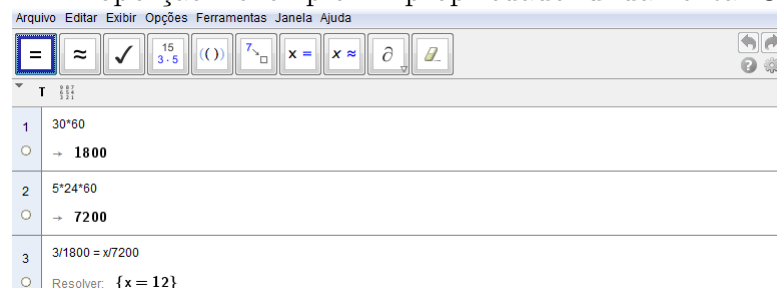 Arquivo Editar Exibir Opções Ferramentas Janela Ajuda
= ≈ ✓ 15 3·5 (( )) 7 x = x ≈ ∂
T
1 30*60
→ 1800
2 5*24*60
→ 7200
3 3/1800 = x/7200
Resolver: {x = 12}